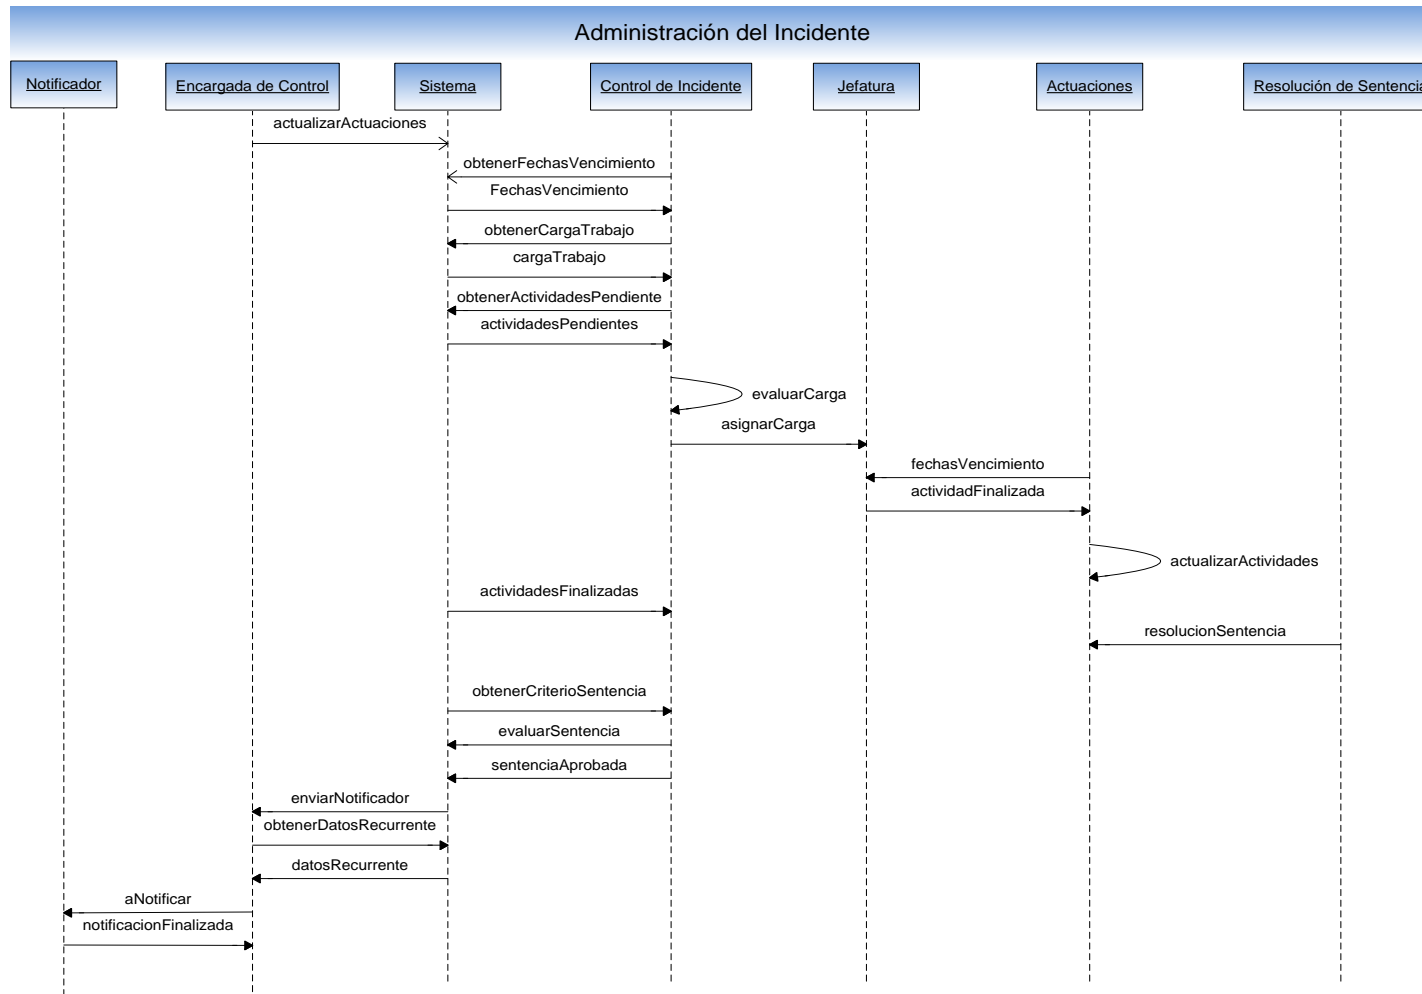 Administración del Incidente
Notificador
Encargada de Control
Sistema
Control de Incidente
Jefatura
Actuaciones
Resolución de Sentencia
actualizarActuaciones
obtenerFechasVencimiento
FechasVencimiento
obtenerCargaTrabajo
cargaTrabajo
obtenerActividadesPendiente
actividadesPendientes
evaluarCarga
asignarCarga
fechasVencimiento
actividadFinalizada
actualizarActividades
actividadesFinalizadas
resolucionSentencia
obtenerCriterioSentencia
evaluarSentencia
sentenciaAprobada
enviarNotificador
obtenerDatosRecurrente
datosRecurrente
aNotificar
notificacionFinalizada